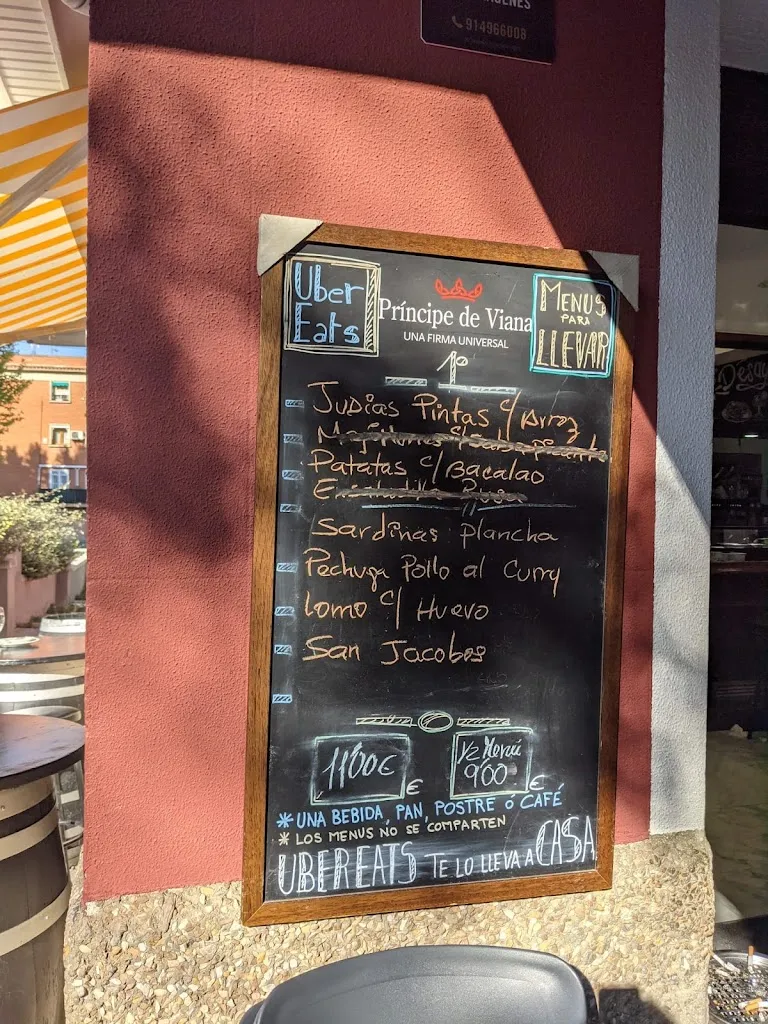 914966008
Uber
Eats
Príncipe de Viana
UNA FIRMA UNIVERSAL
MENUS
PARA
LLEVAR
1º
Judias Pintas c/ Arroz
Patatas c/ Bacalao
Sardinas plancha
Pechuga Pollo al Curry
Lomo c/ Huevo
San Jacobos
11'00€ €
1/2 Menú
9'00 €
* UNA BEBIDA, PAN, POSTRE ó CAFÉ
* LOS MENUS NO SE COMPARTEN
UBEREATS TE LO LLEVA A CASA